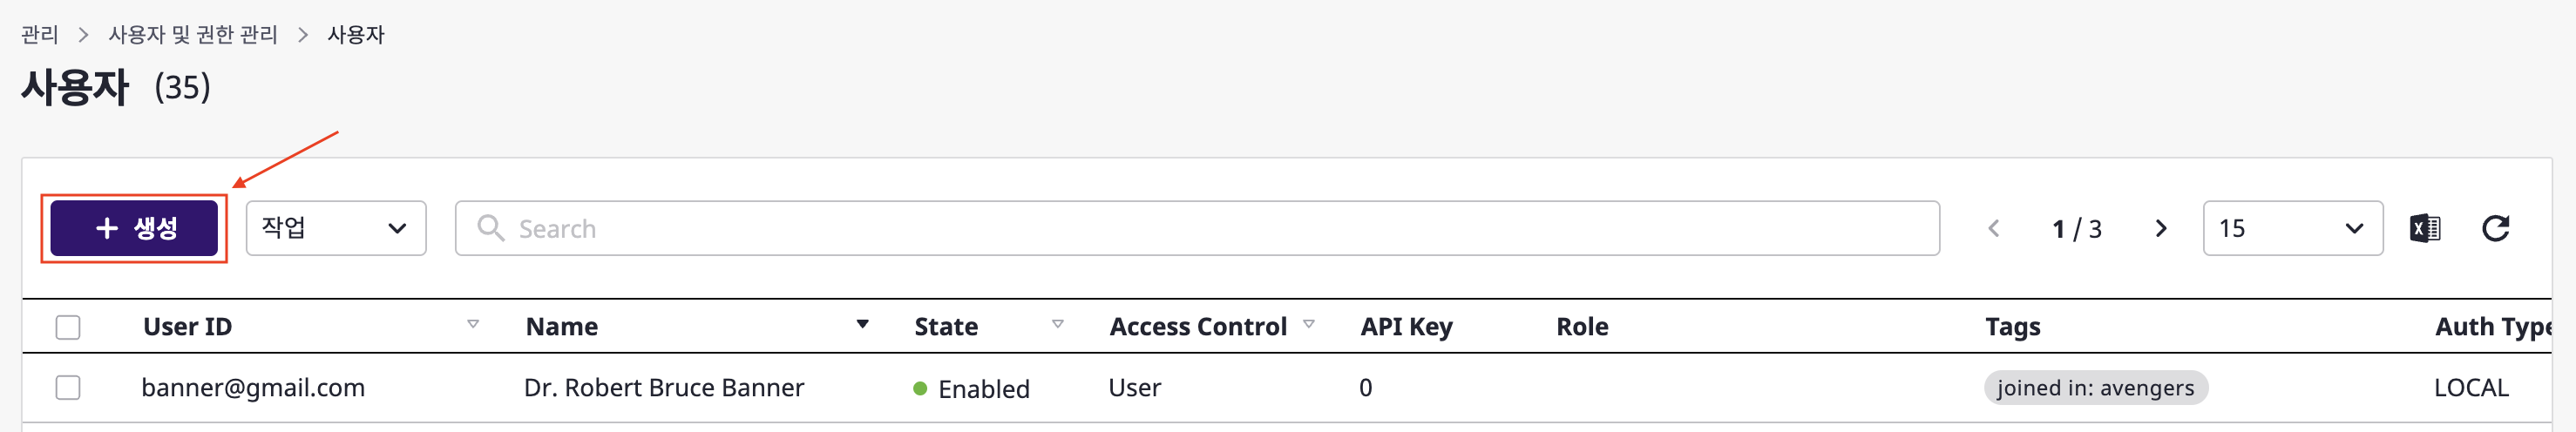 관리 > 사용자 및 권한 관리 > 사용자
사용자 (35)
+ 생성 작업 Search 1 / 3 15
User ID Name State Access Control API Key Role Tags Auth Type
banner@gmail.com Dr. Robert Bruce Banner Enabled User 0 joined in: avengers LOCAL